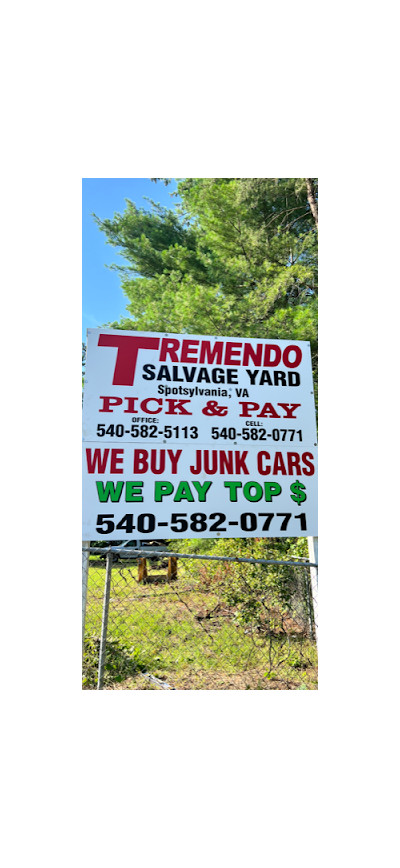 TREMENDO
SALVAGE YARD
Spotsylvania, VA
PICK & PAY
OFFICE: CELL:
540-582-5113 540-582-0771
WE BUY JUNK CARS
WE PAY TOP $
540-582-0771